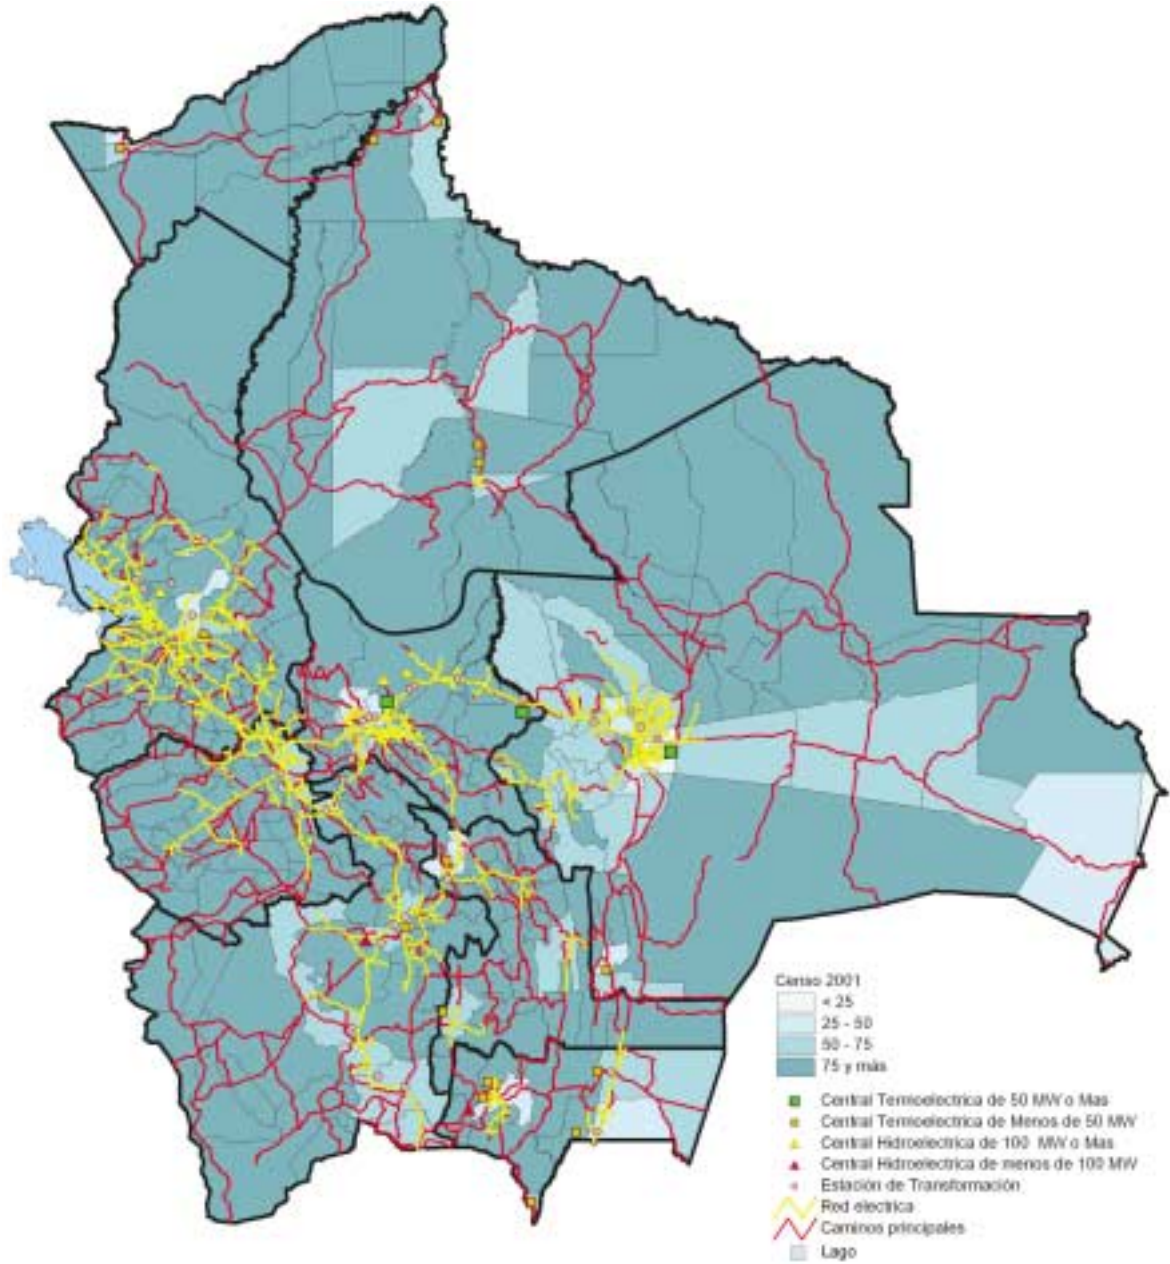 Censo 2001
< 25
25 - 50
50 - 75
75 y más
Central Termoelectrica de 50 MW o Mas
Central Termoelectrica de Menos de 50 MW
Central Hidroelectrica de 100 MW o Mas
Central Hidroelectrica de menos de 100 MW
Estación de Transformación
Red electrica
Caminos principales
Lago